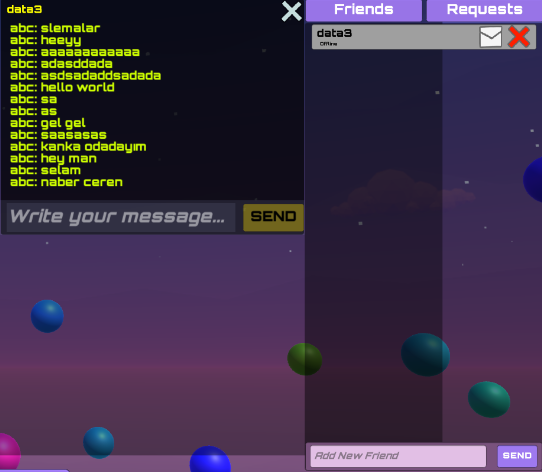 data3
abc: slemalar
abc: heeyy
abc: aaaaaaaaaaaa
abc: adasddada
abc: asdsadaddsadada
abc: hello world
abc: sa
abc: as
abc: gel gel
abc: saasasas
abc: kanka odadayım
abc: hey man
abc: selam
abc: naber ceren
Write your message...
SEND
Friends
Requests
data3
Offline
Add New Friend
SEND